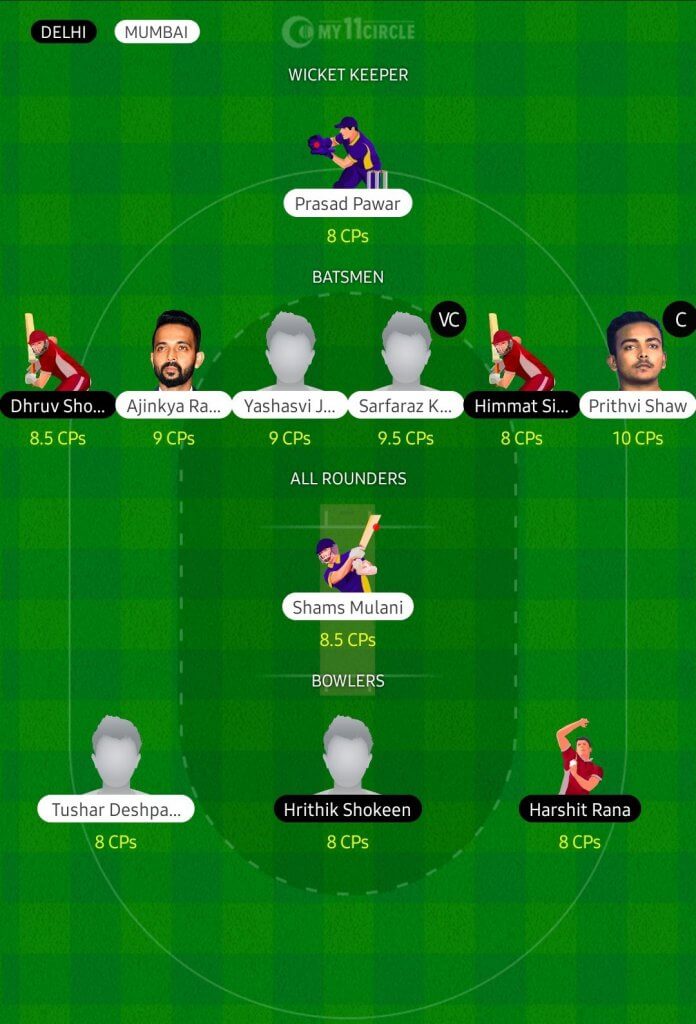 DELHI MUMBAI MY11CIRCLE
WICKET KEEPER
Prasad Pawar
8 CPs
BATSMEN
VC C
Dhruv Sho... Ajinkya Ra... Yashasvi J... Sarfaraz K... Himmat Si... Prithvi Shaw
8.5 CPs 9 CPs 9 CPs 9.5 CPs 8 CPs 10 CPs
ALL ROUNDERS
Shams Mulani
8.5 CPs
BOWLERS
Tushar Deshpa... Hrithik Shokeen Harshit Rana
8 CPs 8 CPs 8 CPs